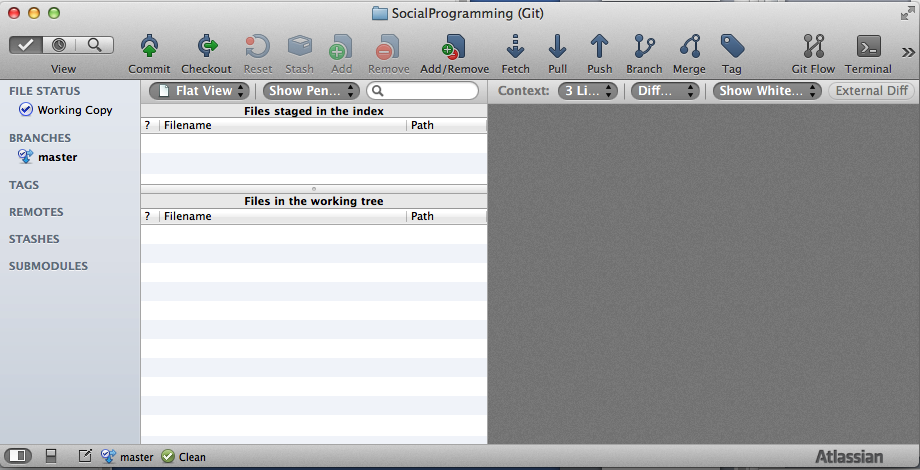 SocialProgramming (Git)
View
Commit
Checkout
Reset
Stash
Add
Remove
Add/Remove
Fetch
Pull
Push
Branch
Merge
Tag
Git Flow
Terminal
FILE STATUS
Working Copy
BRANCHES
master
TAGS
REMOTES
STASHES
SUBMODULES
Flat View
Show Pen...
Files staged in the index
? Filename Path
Files in the working tree
? Filename Path
Context:
3 Li...
Diff...
Show White...
External Diff
master
Clean
Atlassian